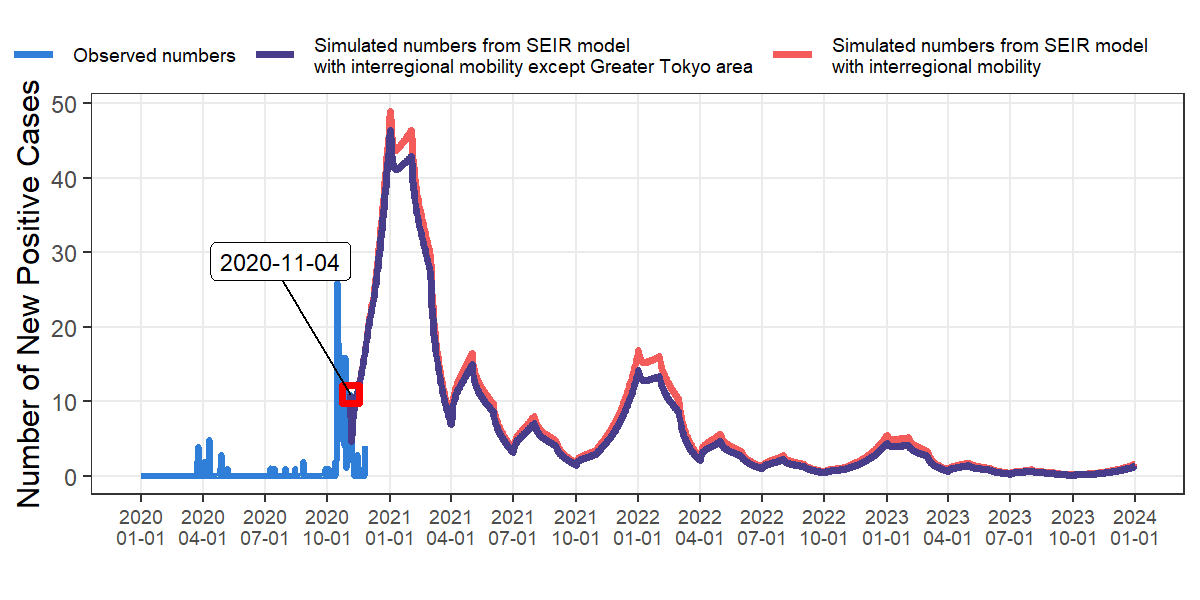 Observed numbers
Simulated numbers from SEIR model
with interregional mobility except Greater Tokyo area
Simulated numbers from SEIR model
with interregional mobility
Number of New Positive Cases
50
40
30
20
10
0
2020-11-04
2020 2020 2020 2020 2021 2021 2021 2021 2022 2022 2022 2022 2023 2023 2023 2023 2024
01-01 04-01 07-01 10-01 01-01 04-01 07-01 10-01 01-01 04-01 07-01 10-01 01-01 04-01 07-01 10-01 01-01